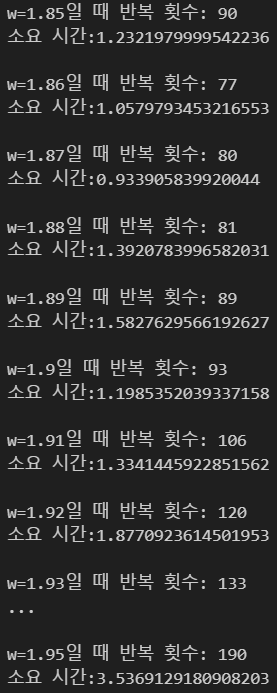 w=1.85일 때 반복 횟수: 90
소요 시간:1.2321979999542236
w=1.86일 때 반복 횟수: 77
소요 시간:1.0579793453216553
w=1.87일 때 반복 횟수: 80
소요 시간:0.933905839920044
w=1.88일 때 반복 횟수: 81
소요 시간:1.3920783996582031
w=1.89일 때 반복 횟수: 89
소요 시간:1.5827629566192627
w=1.9일 때 반복 횟수: 93
소요 시간:1.1985352039337158
w=1.91일 때 반복 횟수: 106
소요 시간:1.3341445922851562
w=1.92일 때 반복 횟수: 120
소요 시간:1.8770923614501953
w=1.93일 때 반복 횟수: 133
...
w=1.95일 때 반복 횟수: 190
소요 시간:3.5369129180908203